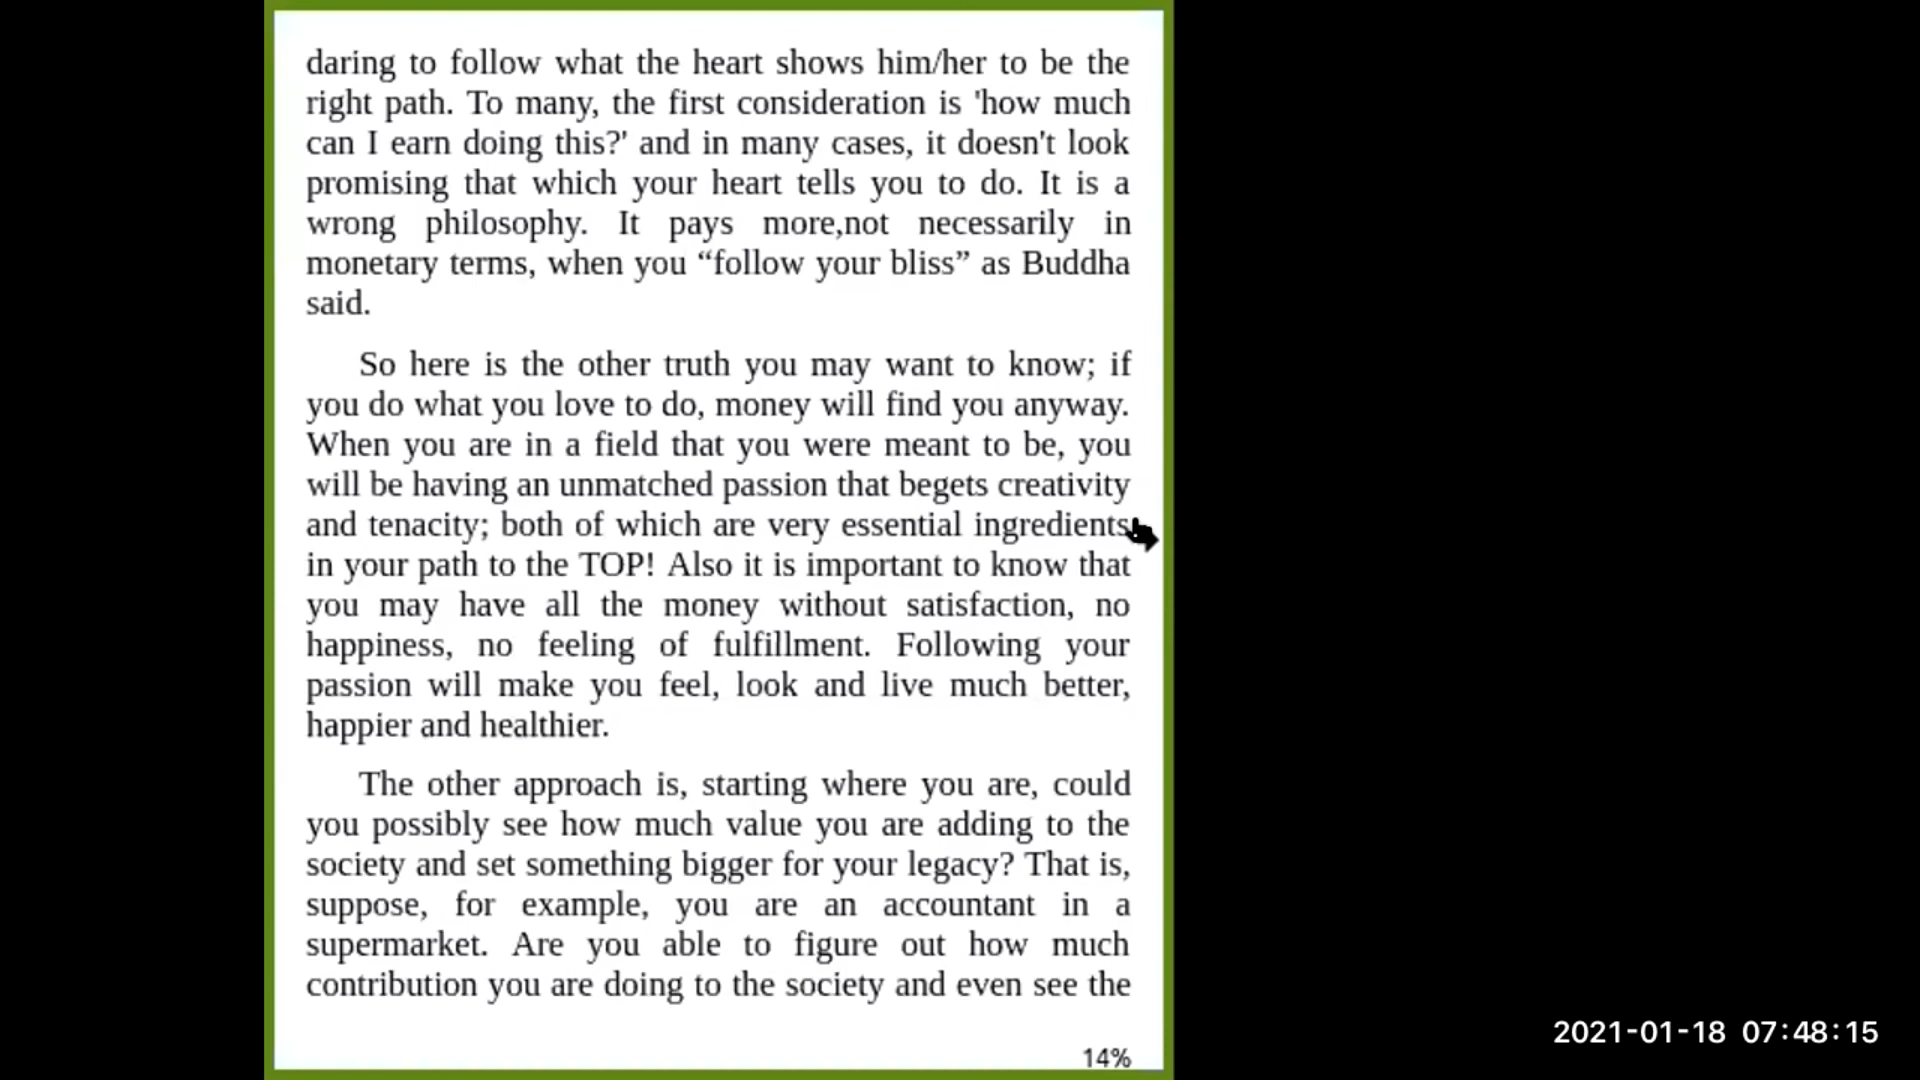 daring to follow what the heart shows him/her to be the
right path. To many, the first consideration is 'how much
can I earn doing this?' and in many cases, it doesn't look
promising that which your heart tells you to do. It is a
wrong philosophy. It pays more,not necessarily in
monetary terms, when you “follow your bliss” as Buddha
said.
So here is the other truth you may want to know; if
you do what you love to do, money will find you anyway.
When you are in a field that you were meant to be, you
will be having an unmatched passion that begets creativity
and tenacity; both of which are very essential ingredients
in your path to the TOP! Also it is important to know that
you may have all the money without satisfaction, no
happiness, no feeling of fulfillment. Following your
passion will make you feel, look and live much better,
happier and healthier.
The other approach is, starting where you are, could
you possibly see how much value you are adding to the
society and set something bigger for your legacy? That is,
suppose, for example, you are an accountant in a
supermarket. Are you able to figure out how much
contribution you are doing to the society and even see the
14%
2021-01-18 07:48:15